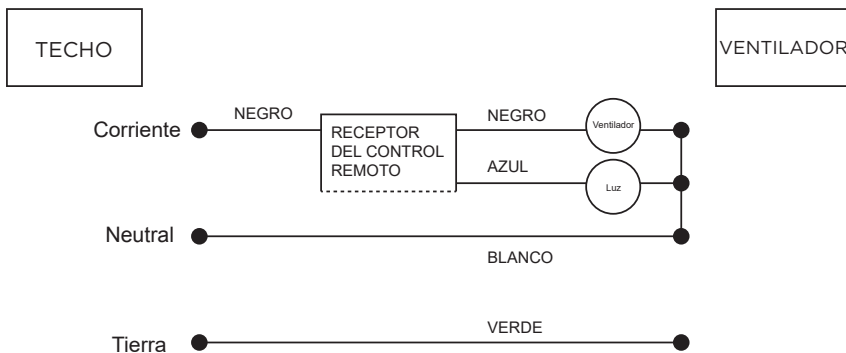 TECHO
VENTILADOR
NEGRO
NEGRO
Corriente
RECEPTOR
DEL CONTROL
REMOTO
Ventilador
AZUL
Luz
Neutral
BLANCO
VERDE
Tierra